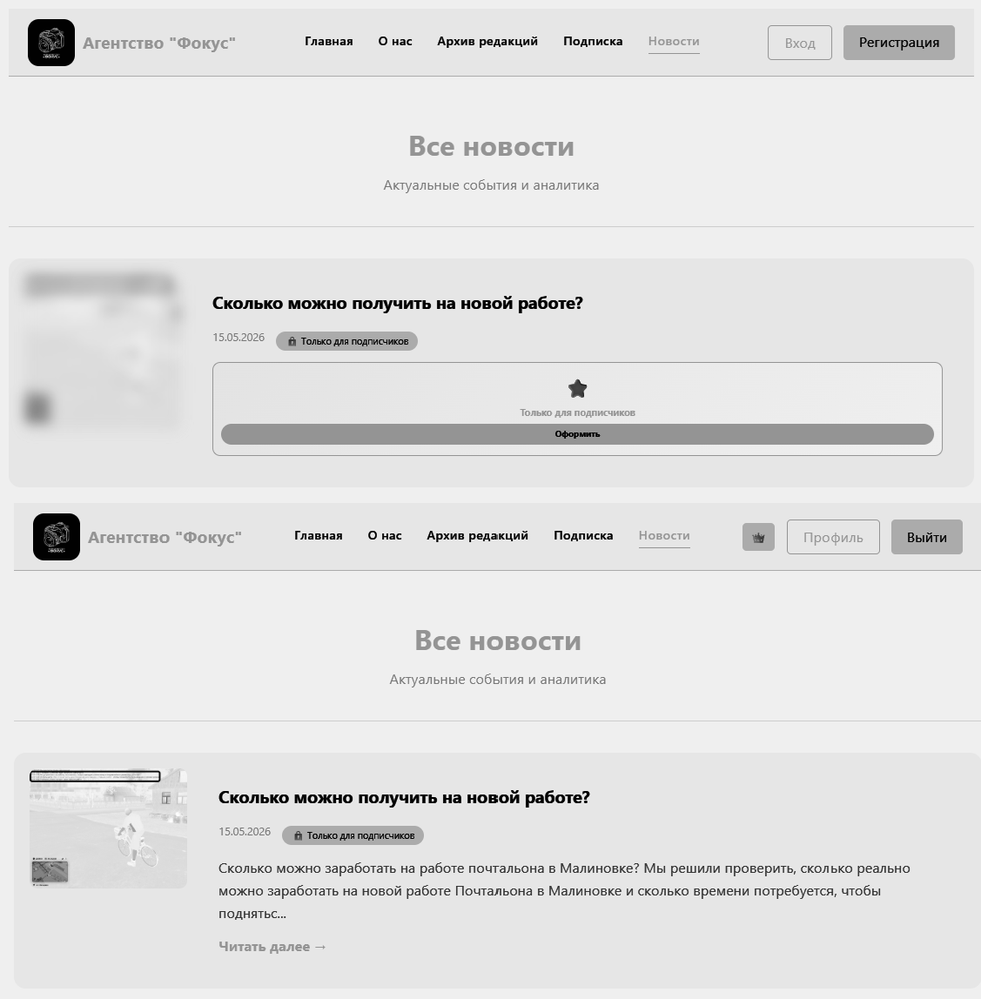 Агентство "Фокус"
Главная О нас Архив редакций Подписка Новости
Вход Регистрация
Все новости
Актуальные события и аналитика
Сколько можно получить на новой работе?
15.05.2026 Только для подписчиков
Только для подписчиков
Оформить
Агентство "Фокус"
Главная О нас Архив редакций Подписка Новости
Профиль Выйти
Все новости
Актуальные события и аналитика
Сколько можно получить на новой работе?
15.05.2026 Только для подписчиков
Сколько можно заработать на работе почтальона в Малиновке? Мы решили проверить, сколько реально
можно заработать на новой работе Почтальона в Малиновке и сколько времени потребуется, чтобы
поднятьс...
Читать далее →